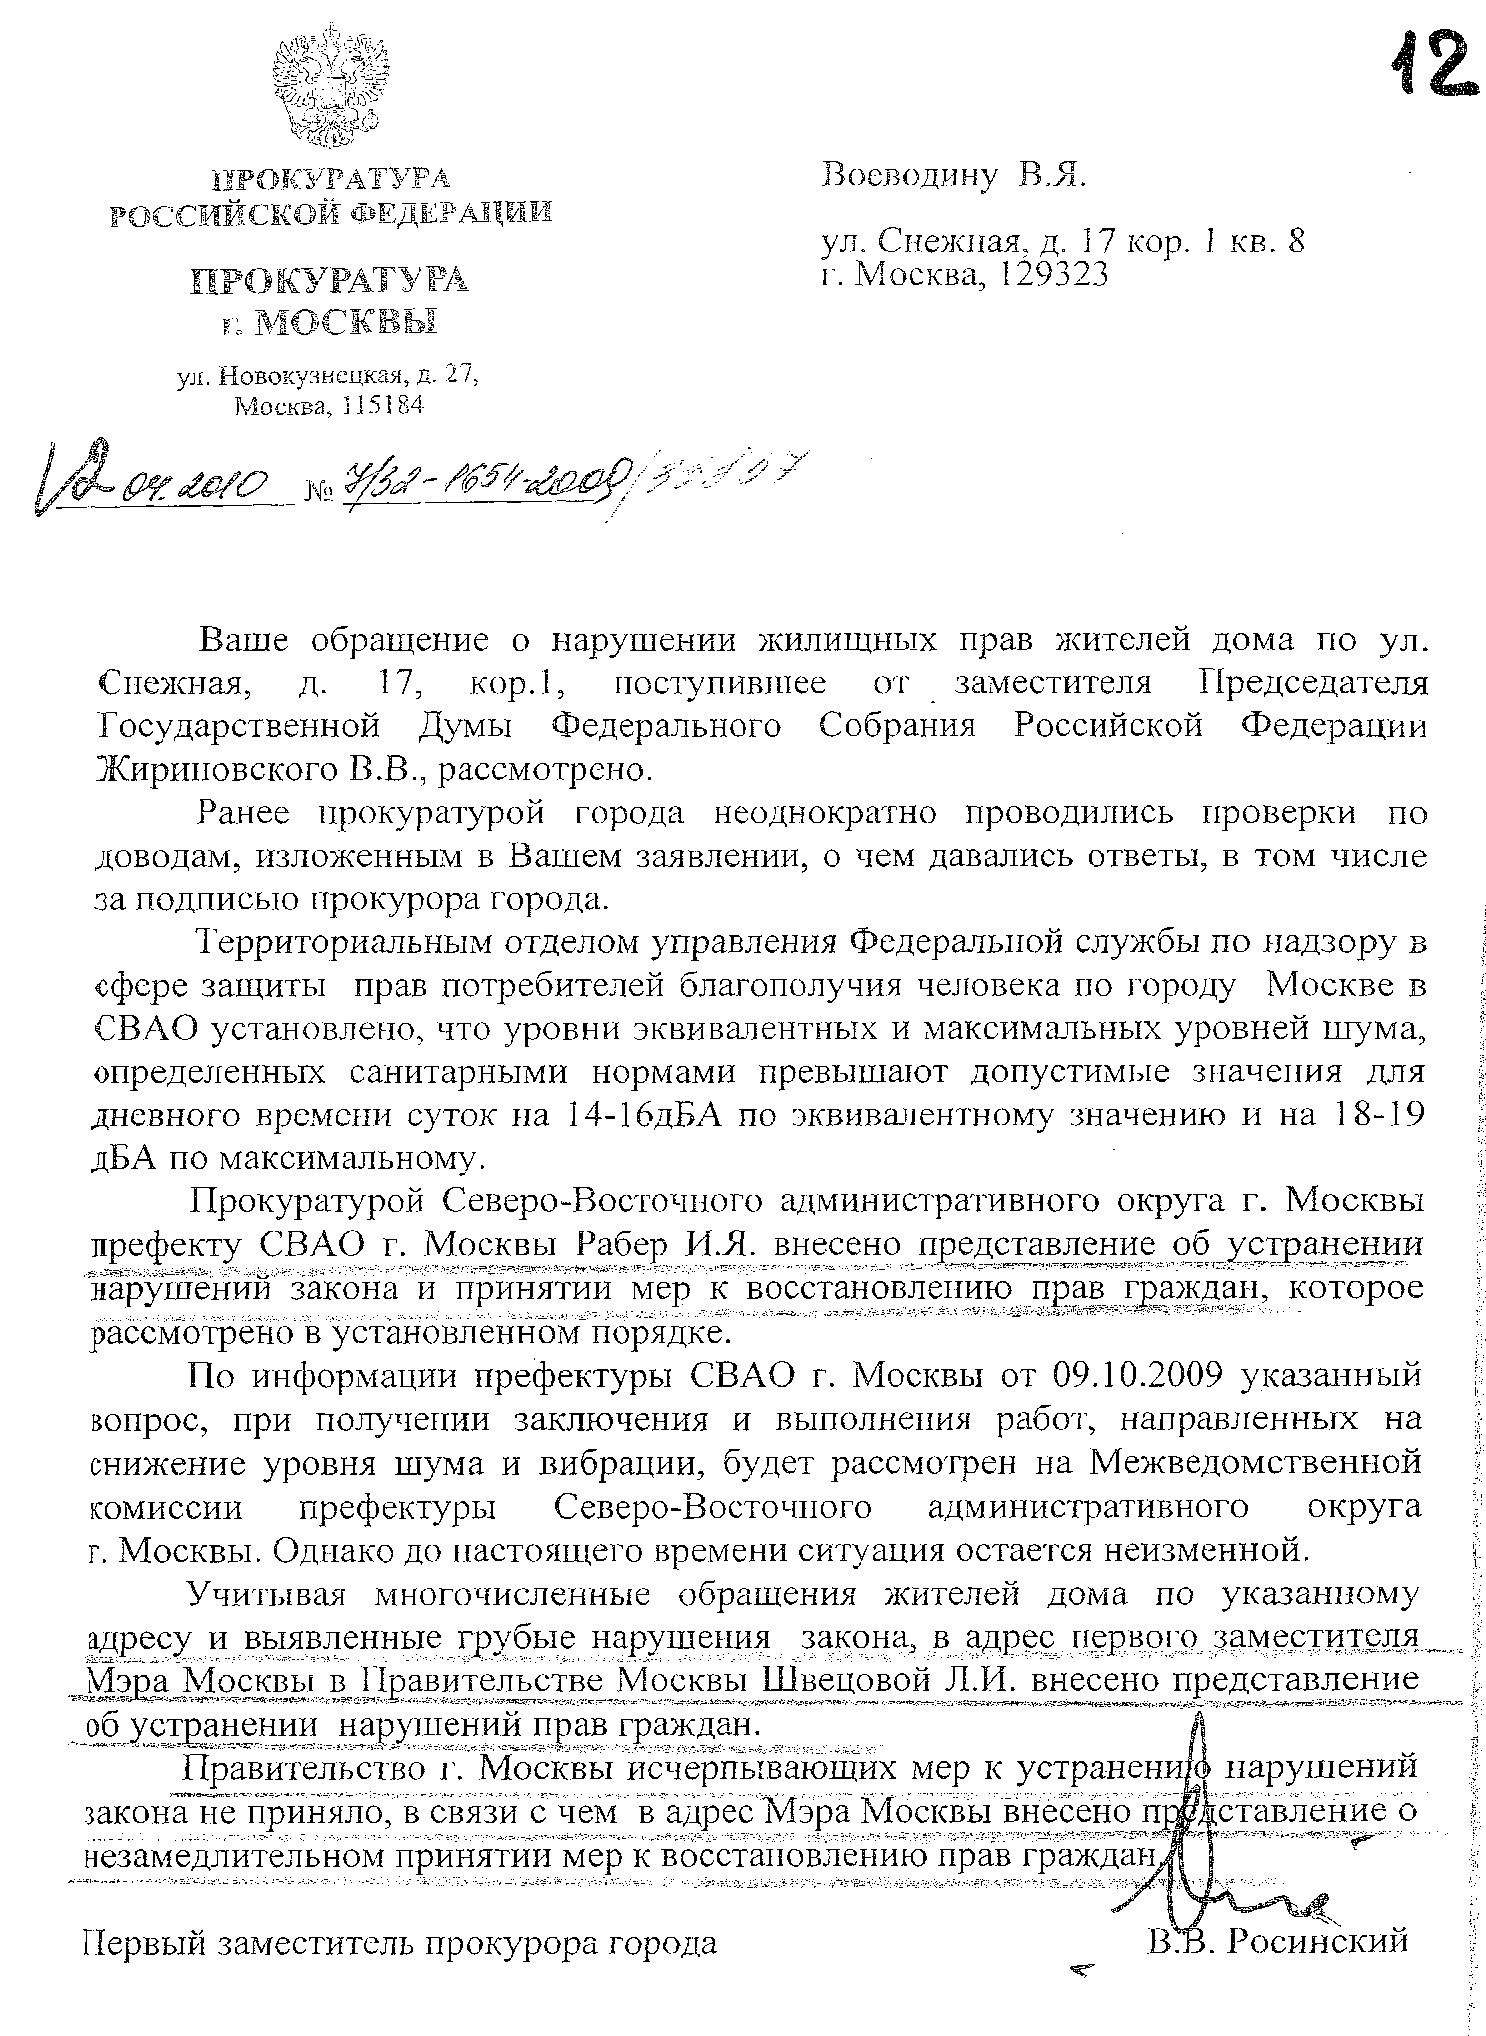 12
ПРОКУРАТУРА
РОССИЙСКОЙ ФЕДЕРАЦИИ
ПРОКУРАТУРА
г. МОСКВЫ
ул. Новокузнецкая, д. 27,
Москва, 115184
Воеводину В.Я.
ул. Снежная, д. 17 кор. 1 кв. 8
г. Москва, 129323
04.2010 № 7/32-1654-2009/
Ваше обращение о нарушении жилищных прав жителей дома по ул.
Снежная, д. 17, кор.1, поступившее от заместителя Председателя
Государственной Думы Федерального Собрания Российской Федерации
Жириновского В.В., рассмотрено.
Ранее прокуратурой города неоднократно проводились проверки по
доводам, изложенным в Вашем заявлении, о чем давались ответы, в том числе
за подписью прокурора города.
Территориальным отделом управления Федеральной службы по надзору в
сфере защиты прав потребителей благополучия человека по городу Москве в
СВАО установлено, что уровни эквивалентных и максимальных уровней шума,
определенных санитарными нормами превышают допустимые значения для
дневного времени суток на 14-16дБА по эквивалентному значению и на 18-19
дБА по максимальному.
Прокуратурой Северо-Восточного административного округа г. Москвы
префекту СВАО г. Москвы Рабер И.Я. внесено представление об устранении
нарушений закона и принятии мер к восстановлению прав граждан, которое
рассмотрено в установленном порядке.
По информации префектуры СВАО г. Москвы от 09.10.2009 указанный
вопрос, при получении заключения и выполнения работ, направленных на
снижение уровня шума и вибрации, будет рассмотрен на Межведомственной
комиссии префектуры Северо-Восточного административного округа
г. Москвы. Однако до настоящего времени ситуация остается неизменной.
Учитывая многочисленные обращения жителей дома по указанному
адресу и выявленные грубые нарушения закона, в адрес первого заместителя
Мэра Москвы в Правительстве Москвы Швецовой Л.И. внесено представление
об устранении нарушений прав граждан.
Правительство г. Москвы исчерпывающих мер к устранению нарушений
закона не приняло, в связи с чем в адрес Мэра Москвы внесено представление о
незамедлительном принятии мер к восстановлению прав граждан.
Первый заместитель прокурора города В.В. Росинский